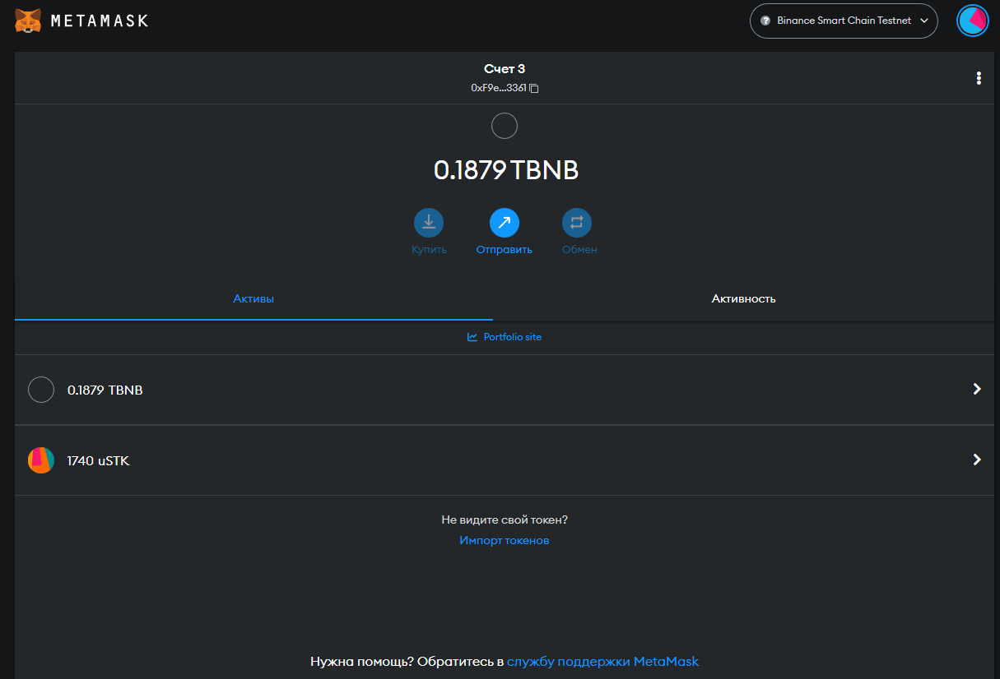 METAMASK
Binance Smart Chain Testnet
Счет 3
0xF9e...3361
0.1879 TBNB
Купить
Отправить
Обмен
Активы
Активность
Portfolio site
0.1879 TBNB
1740 uSTK
Не видите свой токен?
Импорт токенов
Нужна помощь? Обратитесь в службу поддержки MetaMask